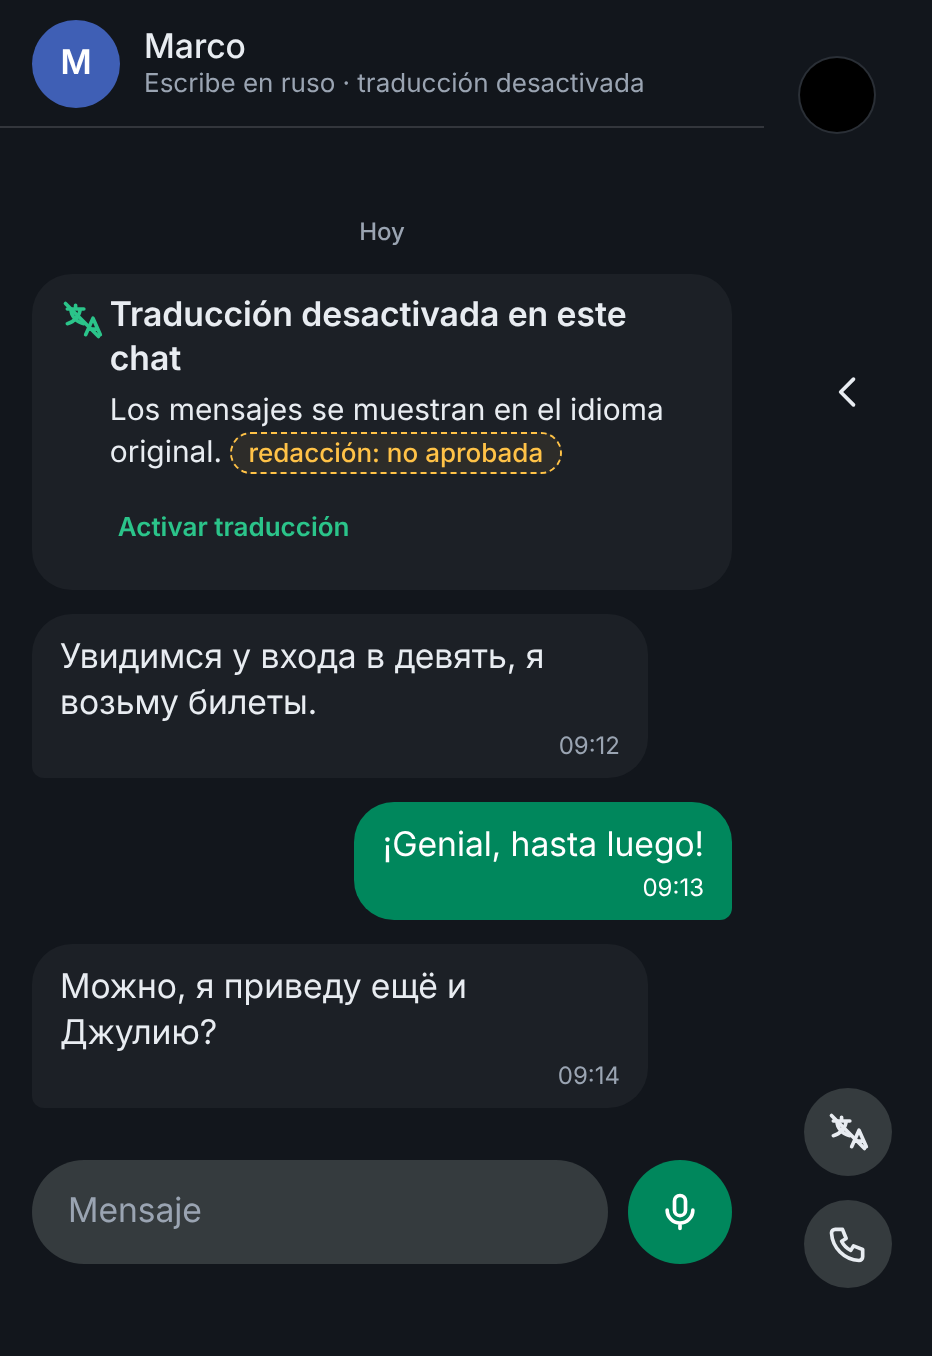 M
Marco
Escribe en ruso · traducción desactivada
Hoy
Traducción desactivada en este
chat
Los mensajes se muestran en el idioma
original. redacción: no aprobada
Activar traducción
Увидимся у входа в девять, я
возьму билеты.
09:12
¡Genial, hasta luego!
09:13
Можно, я приведу ещё и
Джулию?
09:14
Mensaje